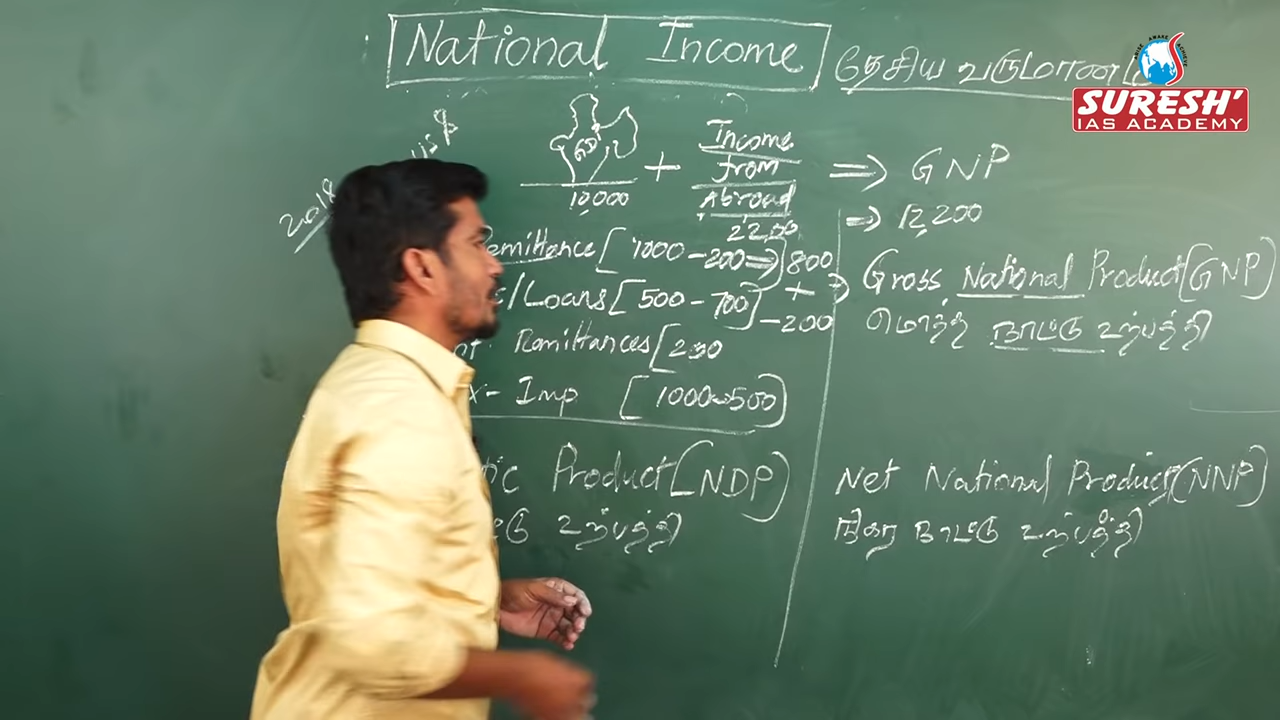 National Income
தேசிய வருமானம்
SURESH'
IAS ACADEMY
2018
GDP + Income from Abroad => GNP
10,000 2200 => 12,200
Remittance [1000 - 200 => 800
/Loans [500 - 700] -200
Remittances [200
- Imp [1000-500]
Gross National Product (GNP)
மொத்த நாட்டு உற்பத்தி
Product (NDP)
உற்பத்தி
Net National Product (NNP)
நிகர நாட்டு உற்பத்தி